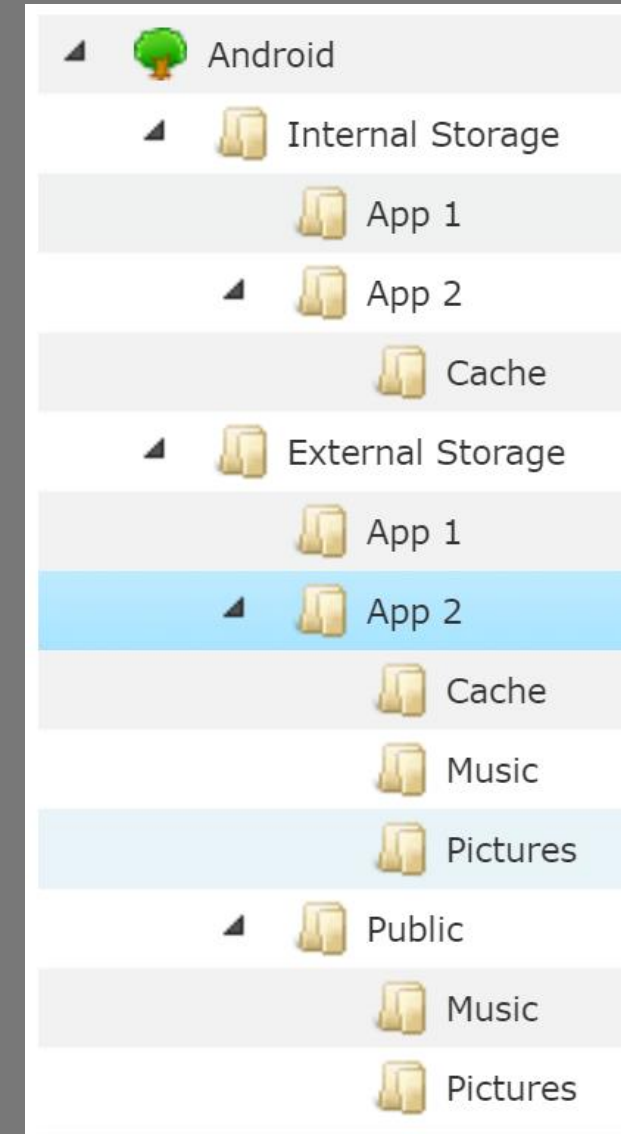 Android
Internal Storage
App 1
App 2
Cache
External Storage
App 1
App 2
Cache
Music
Pictures
Public
Music
Pictures